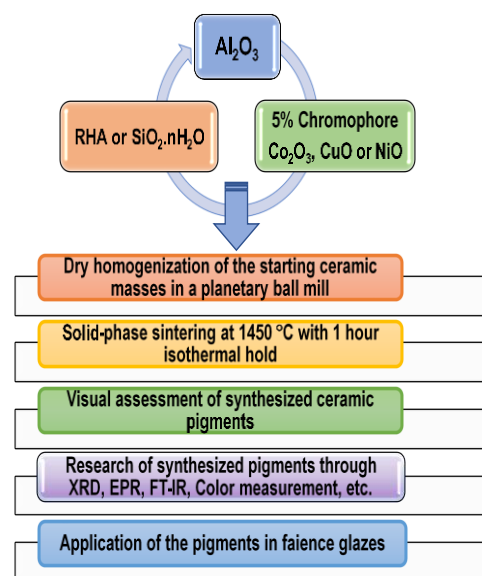 Al₂O₃
RHA or SiO₂.nH₂O
5% Chromophore
Co₂O₃, CuO or NiO
Dry homogenization of the starting ceramic
masses in a planetary ball mill
Solid-phase sintering at 1450 °C with 1 hour
isothermal hold
Visual assessment of synthesized ceramic
pigments
Research of synthesized pigments through
XRD, EPR, FT-IR, Color measurement, etc.
Application of the pigments in faience glazes